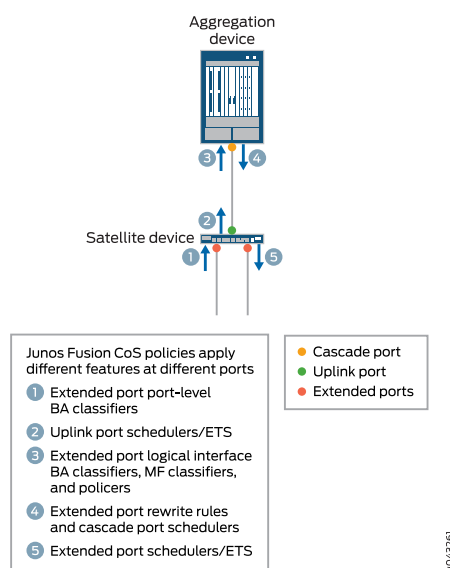 Aggregation
device
3
4
2
Satellite device
1
5
Junos Fusion CoS policies apply
different features at different ports
1 Extended port port-level
BA classifiers
2 Uplink port schedulers/ETS
3 Extended port logical interface
BA classifiers, MF classifiers,
and policers
4 Extended port rewrite rules
and cascade port schedulers
5 Extended port schedulers/ETS
Cascade port
Uplink port
Extended ports